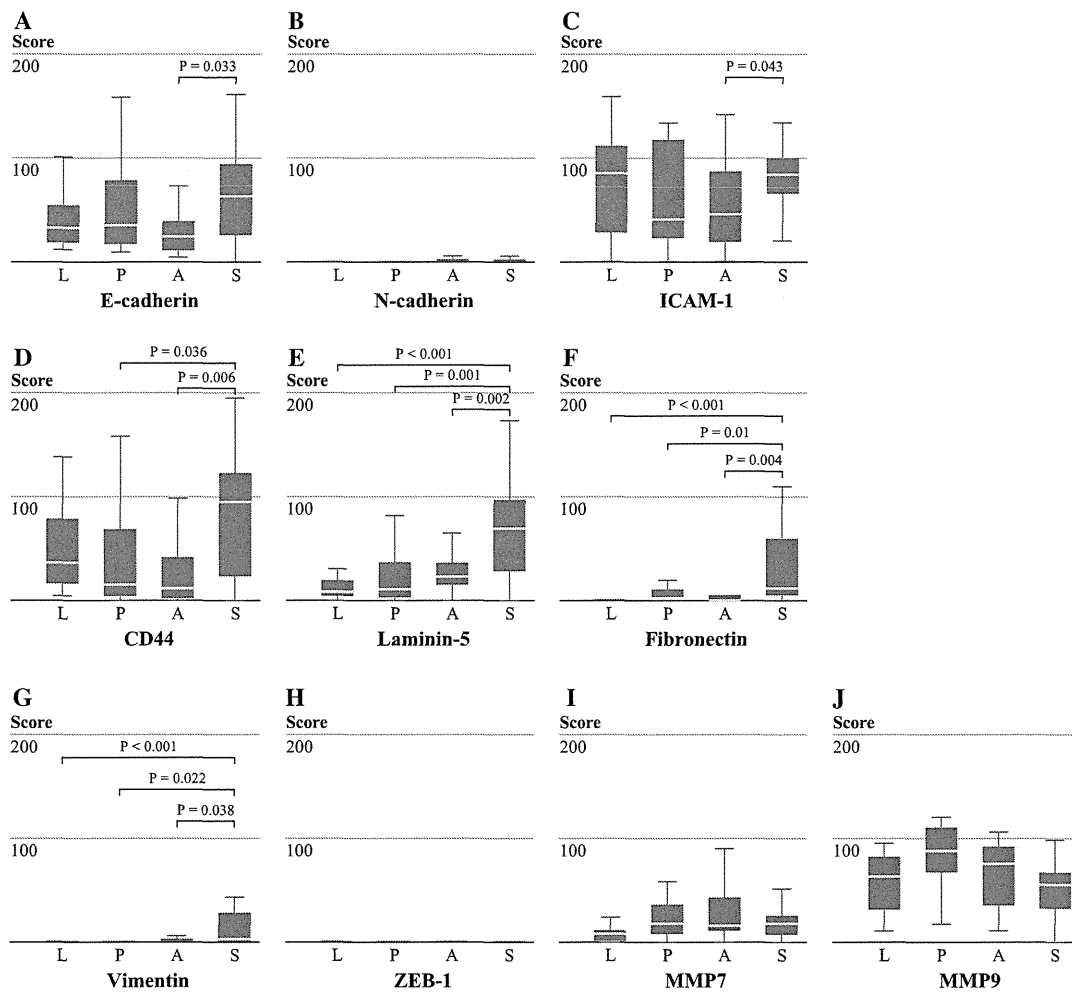 A
Score
200
P = 0.033
100
L P A S
E-cadherin
B
Score
200
100
L P A S
N-cadherin
C
Score
200
P = 0.043
100
L P A S
ICAM-1
D
P = 0.036
Score
P = 0.006
200
100
L P A S
CD44
E
P < 0.001
Score
P = 0.001
200
P = 0.002
100
L P A S
Laminin-5
F
Score
200
P < 0.001
P = 0.01
P = 0.004
100
L P A S
Fibronectin
G
Score
200
P < 0.001
P = 0.022
P = 0.038
100
L P A S
Vimentin
H
Score
200
100
L P A S
ZEB-1
I
Score
200
100
L P A S
MMP7
J
Score
200
100
L P A S
MMP9